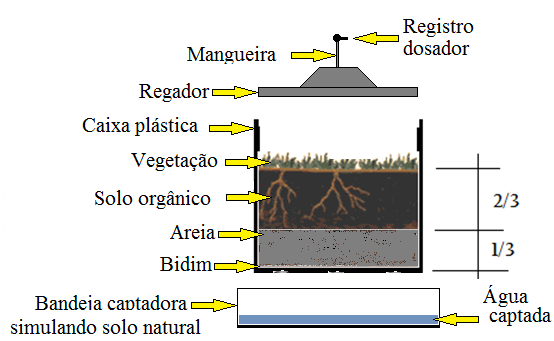 Registro
dosador
Mangueira
Regador
Caixa plástica
Vegetação
Solo orgânico
2/3
Areia
1/3
Bidim
Bandeia captadora
simulando solo natural
Água
captada